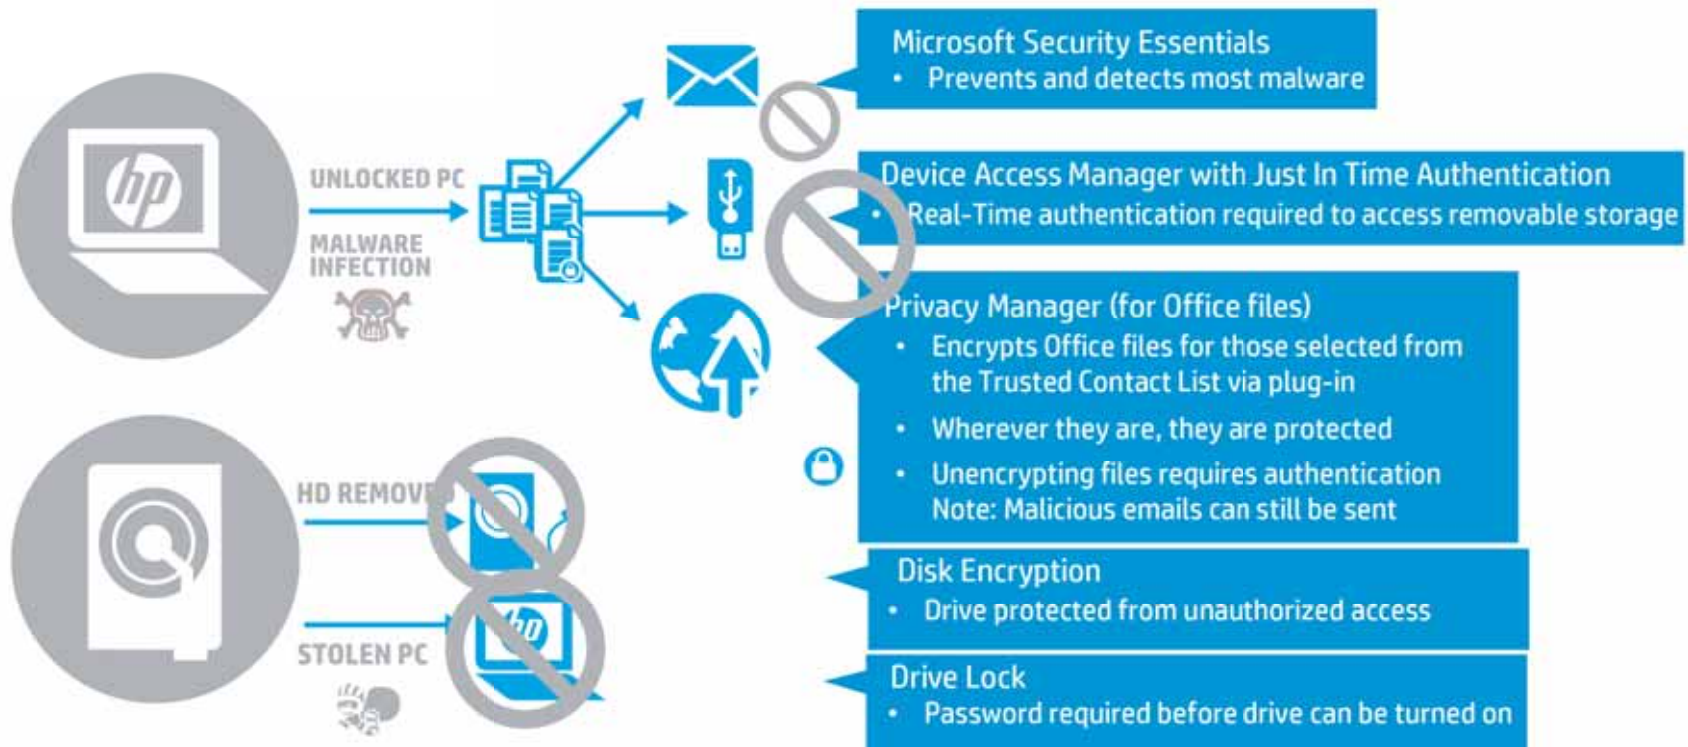 hp
UNLOCKED PC
MALWARE
INFECTION
Microsoft Security Essentials
• Prevents and detects most malware
Device Access Manager with Just In Time Authentication
• Real-Time authentication required to access removable storage
Privacy Manager (for Office files)
• Encrypts Office files for those selected from
the Trusted Contact List via plug-in
• Wherever they are, they are protected
• Unencrypting files requires authentication
Note: Malicious emails can still be sent
HD REMOVED
STOLEN PC
hp
Disk Encryption
• Drive protected from unauthorized access
Drive Lock
• Password required before drive can be turned on